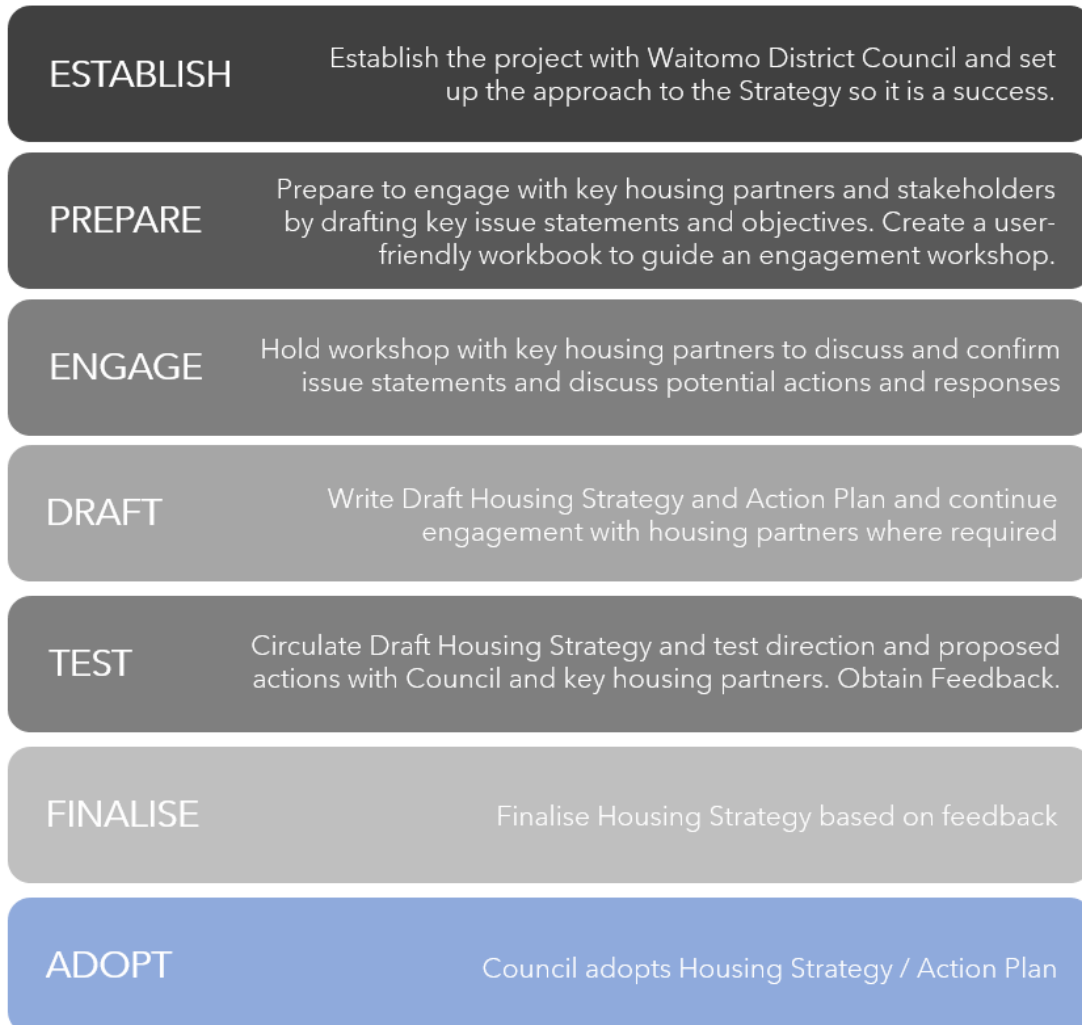 ESTABLISH
Establish the project with Waitomo District Council and set
up the approach to the Strategy so it is a success.
PREPARE
Prepare to engage with key housing partners and stakeholders
by drafting key issue statements and objectives. Create a user-
friendly workbook to guide an engagement workshop.
ENGAGE
Hold workshop with key housing partners to discuss and confirm
issue statements and discuss potential actions and responses
DRAFT
Write Draft Housing Strategy and Action Plan and continue
engagement with housing partners where required
TEST
Circulate Draft Housing Strategy and test direction and proposed
actions with Council and key housing partners. Obtain Feedback.
FINALISE
Finalise Housing Strategy based on feedback
ADOPT
Council adopts Housing Strategy / Action Plan